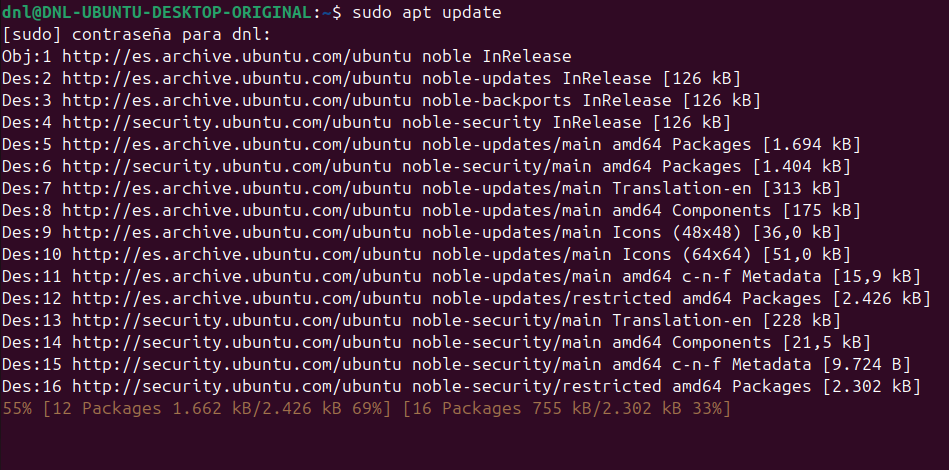 dnl@DNL-UBUNTU-DESKTOP-ORIGINAL:~$ sudo apt update
[sudo] contraseña para dnl:
Obj:1 http://es.archive.ubuntu.com/ubuntu noble InRelease
Des:2 http://es.archive.ubuntu.com/ubuntu noble-updates InRelease [126 kB]
Des:3 http://es.archive.ubuntu.com/ubuntu noble-backports InRelease [126 kB]
Des:4 http://security.ubuntu.com/ubuntu noble-security InRelease [126 kB]
Des:5 http://es.archive.ubuntu.com/ubuntu noble-updates/main amd64 Packages [1.694 kB]
Des:6 http://security.ubuntu.com/ubuntu noble-security/main amd64 Packages [1.404 kB]
Des:7 http://es.archive.ubuntu.com/ubuntu noble-updates/main Translation-en [313 kB]
Des:8 http://es.archive.ubuntu.com/ubuntu noble-updates/main amd64 Components [175 kB]
Des:9 http://es.archive.ubuntu.com/ubuntu noble-updates/main Icons (48x48) [36,0 kB]
Des:10 http://es.archive.ubuntu.com/ubuntu noble-updates/main Icons (64x64) [51,0 kB]
Des:11 http://es.archive.ubuntu.com/ubuntu noble-updates/main amd64 c-n-f Metadata [15,9 kB]
Des:12 http://es.archive.ubuntu.com/ubuntu noble-updates/restricted amd64 Packages [2.426 kB]
Des:13 http://security.ubuntu.com/ubuntu noble-security/main Translation-en [228 kB]
Des:14 http://security.ubuntu.com/ubuntu noble-security/main amd64 Components [21,5 kB]
Des:15 http://security.ubuntu.com/ubuntu noble-security/main amd64 c-n-f Metadata [9.724 B]
Des:16 http://security.ubuntu.com/ubuntu noble-security/restricted amd64 Packages [2.302 kB]
55% [12 Packages 1.662 kB/2.426 kB 69%] [16 Packages 755 kB/2.302 kB 33%]